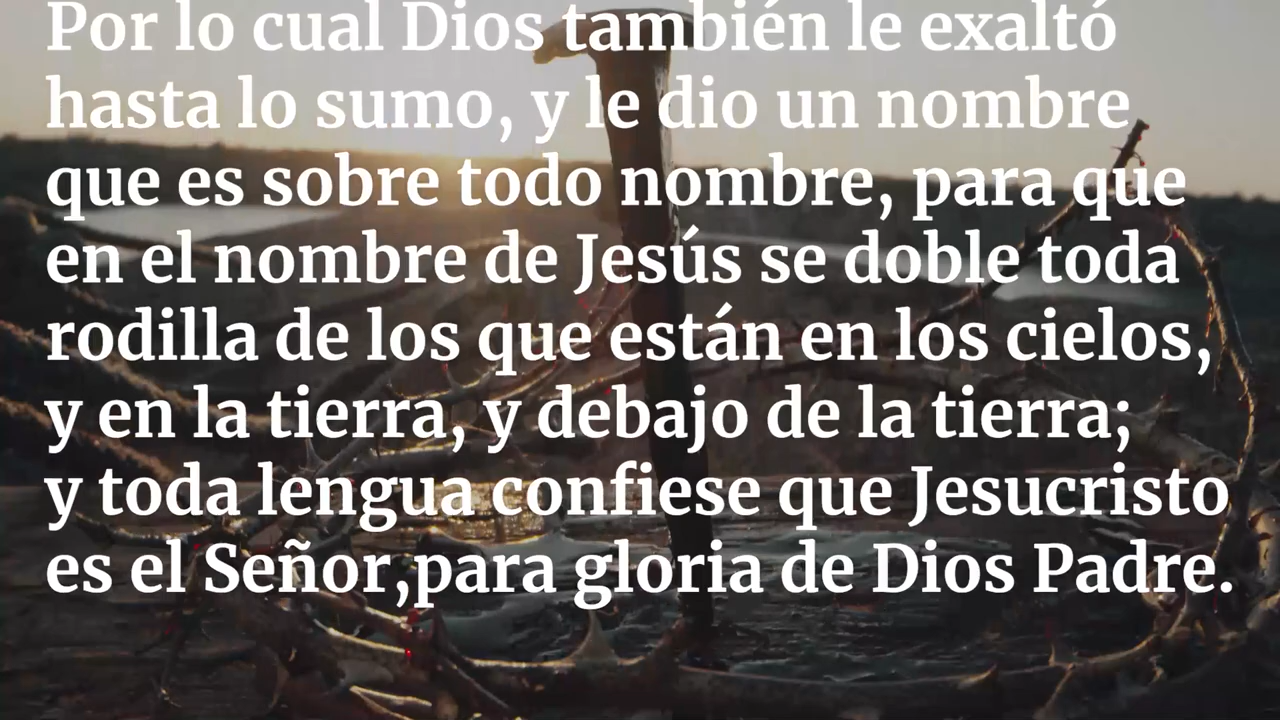 Por lo cual Dios también le exaltó
hasta lo sumo, y le dio un nombre
que es sobre todo nombre, para que
en el nombre de Jesús se doble toda
rodilla de los que están en los cielos,
y en la tierra, y debajo de la tierra;
y toda lengua confiese que Jesucristo
es el Señor,para gloria de Dios Padre.